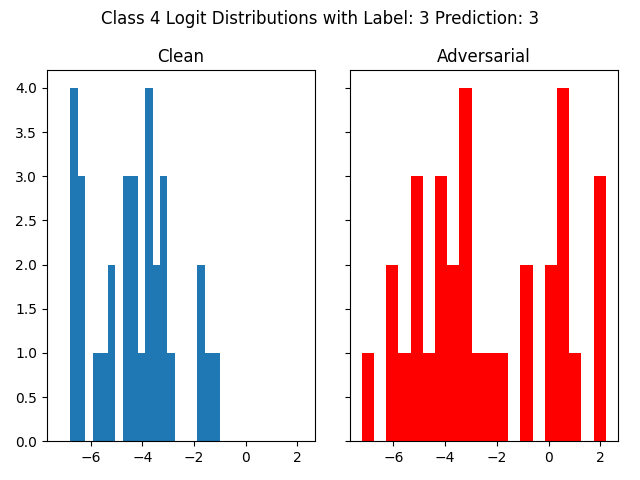 Class 4 Logit Distributions with Label: 3 Prediction: 3
Clean
Adversarial
4.0
3.5
3.0
2.5
2.0
1.5
1.0
0.5
0.0
−6 −4 −2 0 2
−6 −4 −2 0 2